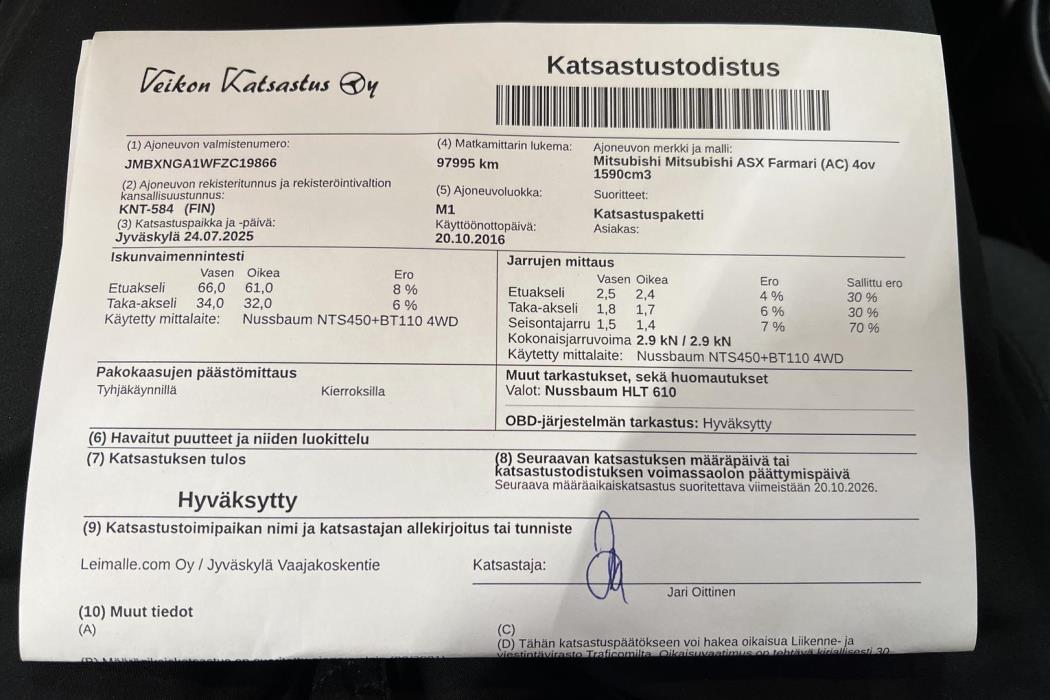 Veikon Katsastus Oy
Katsastustodistus
(1) Ajoneuvon valmistenumero:
JMBXNGA1WFZC19866
(2) Ajoneuvon rekisteritunnus ja rekisteröintivaltion
kansallisuustunnus:
KNT-584 (FIN)
(3) Katsastuspaikka ja -päivä:
Jyväskylä 24.07.2025
(4) Matkamittarin lukema:
97995 km
(5) Ajoneuvoluokka:
M1
Käyttöönottopäivä:
20.10.2016
Ajoneuvon merkki ja malli:
Mitsubishi Mitsubishi ASX Farmari (AC) 4ov
1590cm3
Suoritteet:
Katsastuspaketti
Asiakas:
Iskunvaimennintesti
Vasen Oikea Ero
Etuakseli 66,0 61,0 8 %
Taka-akseli 34,0 32,0 6 %
Käytetty mittalaite: Nussbaum NTS450+BT110 4WD
Jarrujen mittaus
Vasen Oikea Ero Sallittu ero
Etuakseli 2,5 2,4 4 % 30 %
Taka-akseli 1,8 1,7 6 % 30 %
Seisontajarru 1,5 1,4 7 % 70 %
Kokonaisjarruvoima 2.9 kN / 2.9 kN
Käytetty mittalaite: Nussbaum NTS450+BT110 4WD
Pakokaasujen päästömittaus
Tyhjäkäynnillä Kierroksilla
Muut tarkastukset, sekä huomautukset
Valot: Nussbaum HLT 610
OBD-järjestelmän tarkastus: Hyväksytty
(6) Havaitut puutteet ja niiden luokittelu
(7) Katsastuksen tulos
Hyväksytty
(8) Seuraavan katsastuksen määräpäivä tai
katsastustodistuksen voimassaolon päättymispäivä
Seuraava määräaikaiskatsastus suoritettava viimeistään 20.10.2026.
(9) Katsastustoimipaikan nimi ja katsastajan allekirjoitus tai tunniste
Leimalle.com Oy / Jyväskylä Vaajakoskentie
Katsastaja:
Jari Oittinen
(10) Muut tiedot
(A)
(C)
(D) Tähän katsastuspäätökseen voi hakea oikaisua Liikenne- ja
viestintävirasto Traficomilta. Oikaisuvaatimus on tehtävä kirjallisesti 30